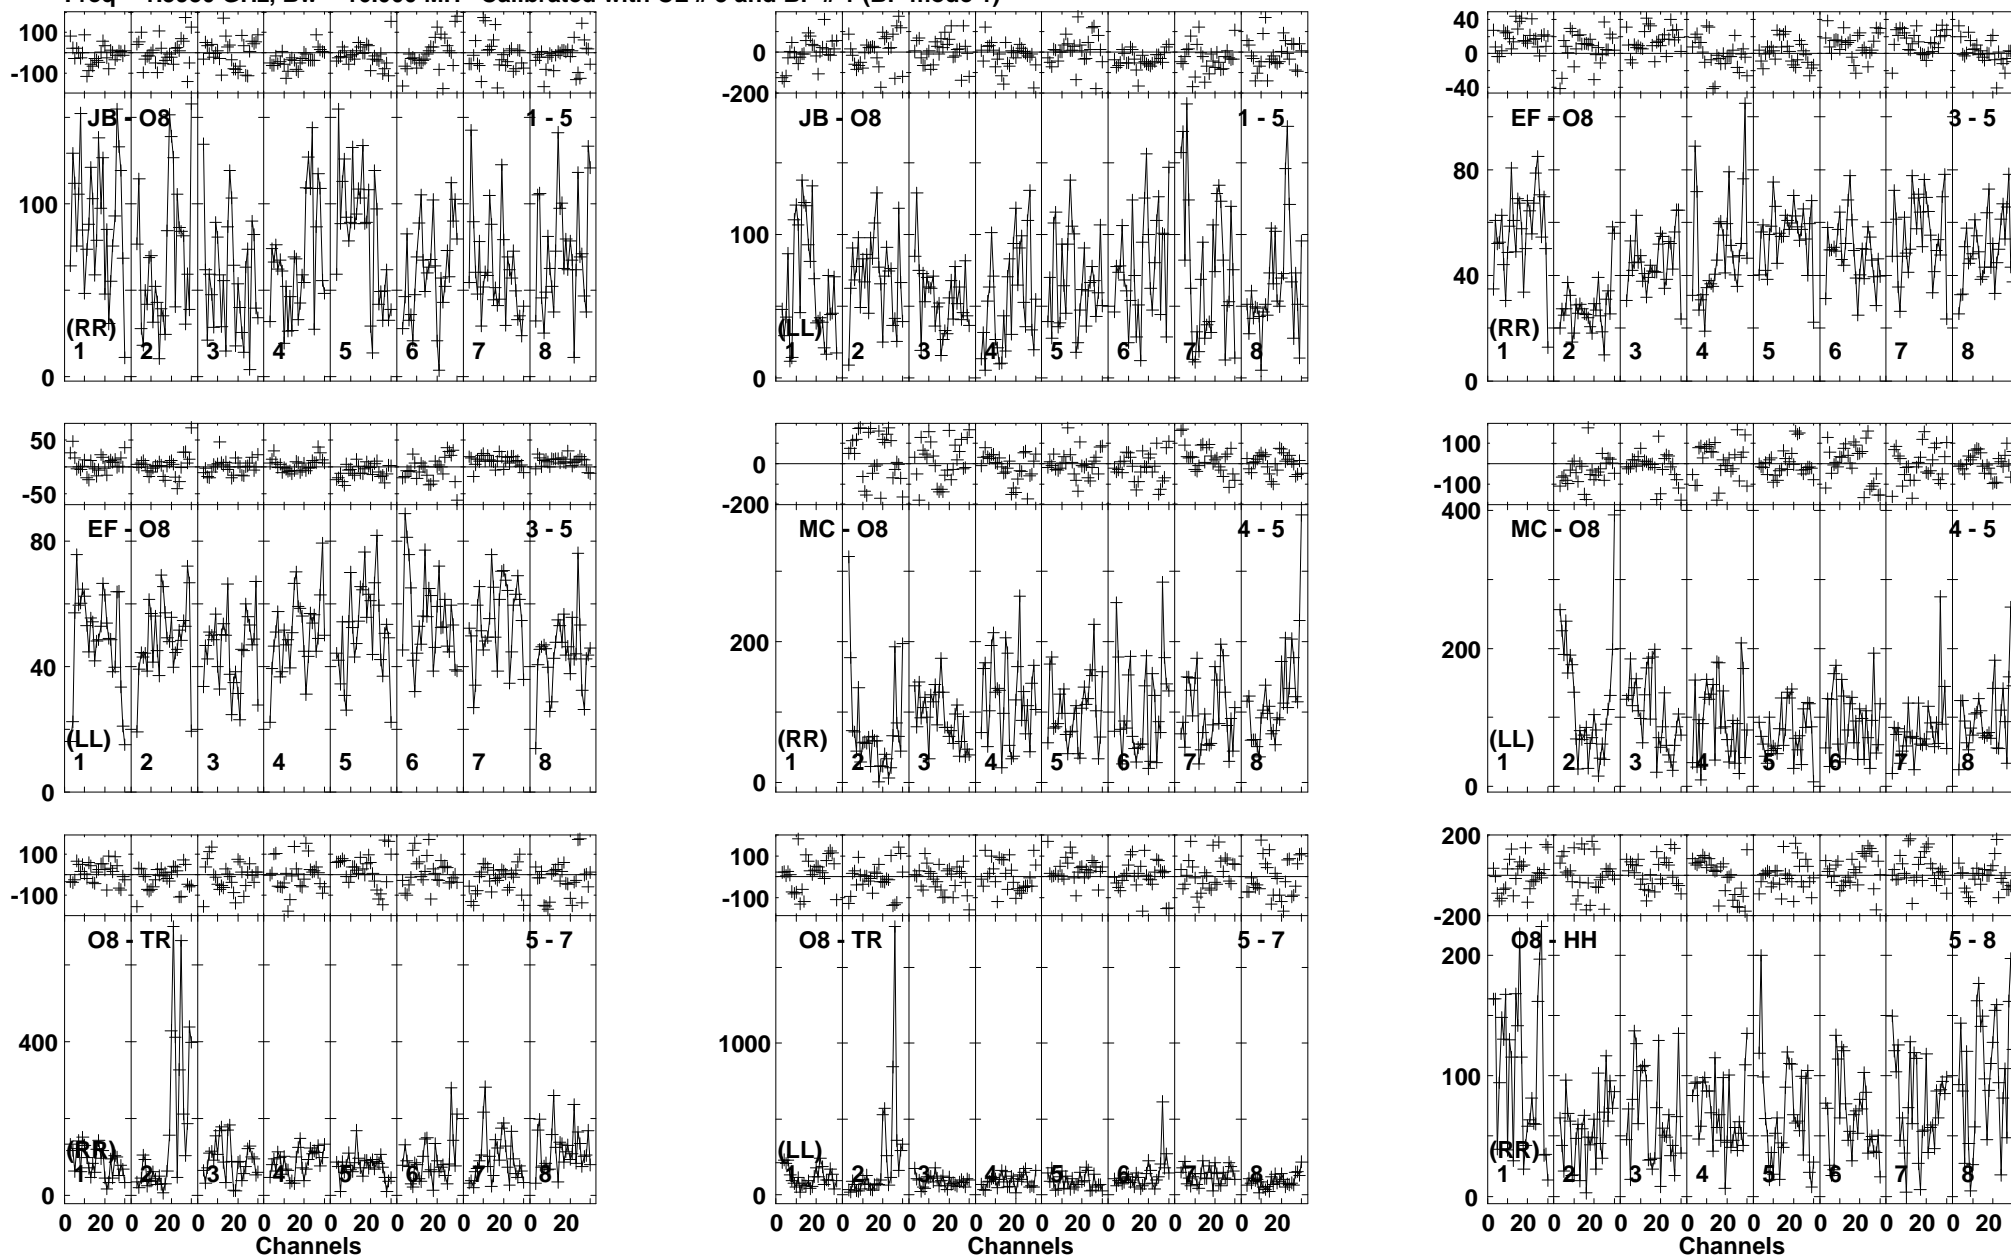 100 0 -100 JB - O8 1 - 5 100 (RR) 1 2 3 4 5 6 7 8 0
0 -200 JB - O8 1 - 5 100 (LL) 1 2 3 4 5 6 7 8 0
40 0 -40 EF - O8 3 - 5 80 40 (RR) 1 2 3 4 5 6 7 8 0
50 0 -50 EF - O8 3 - 5 80 40 (LL) 1 2 3 4 5 6 7 8 0
0 -200 MC - O8 4 - 5 200 (RR) 1 2 3 4 5 6 7 8 0
100 0 -100 400 MC - O8 4 - 5 200 (LL) 1 2 3 4 5 6 7 8 0
100 0 -100 O8 - TR 5 - 7 400 (RR) 1 2 3 4 5 6 7 8 0
0 20 0 20 0 20 0 20 0 20 0 20 0 20 0 20
Channels
100 0 -100 O8 - TR 5 - 7 1000 (LL) 1 2 3 4 5 6 7 8 0
0 20 0 20 0 20 0 20 0 20 0 20 0 20 0 20
Channels
200 0 -200 O8 - HH 5 - 8 200 100 (RR) 1 2 3 4 5 6 7 8 0
0 20 0 20 0 20 0 20 0 20 0 20 0 20 0 20
Channels